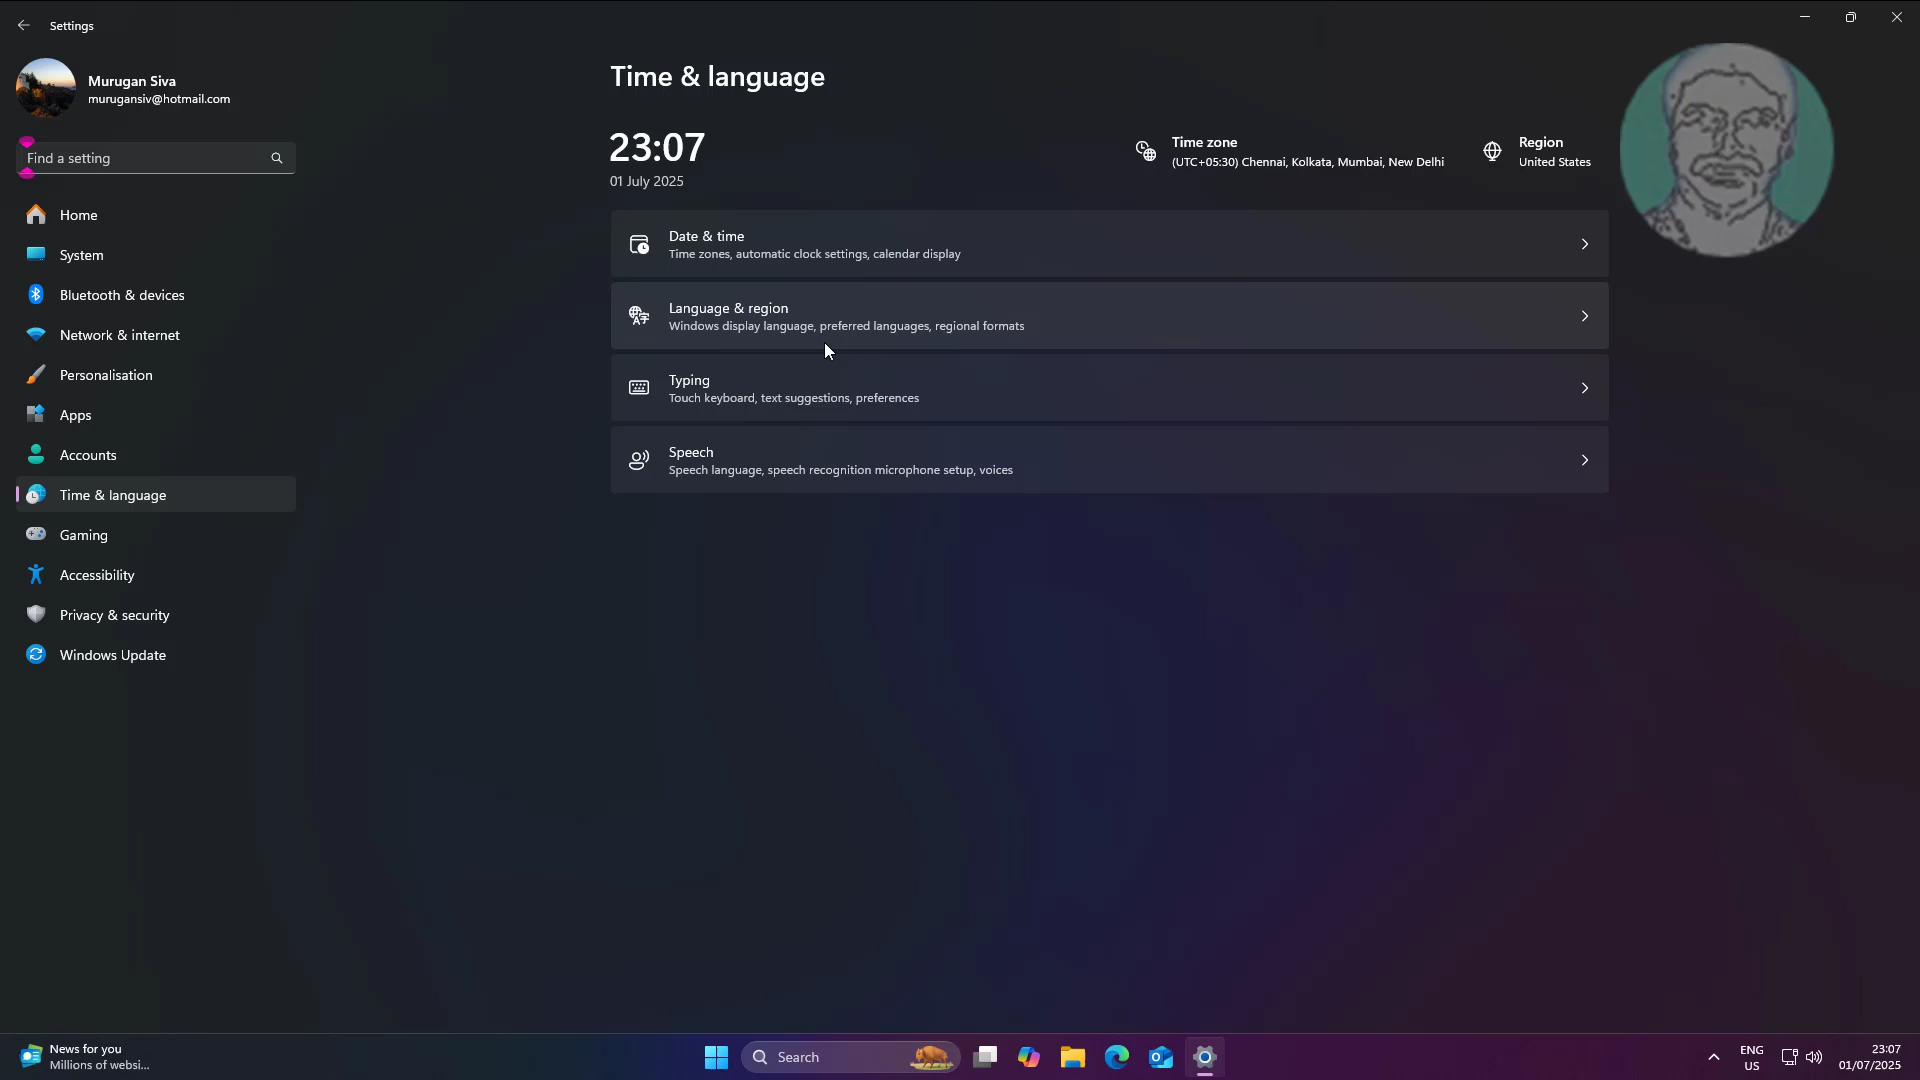 Settings
Murugan Siva
murugansiv@hotmail.com
Find a setting
Home
System
Bluetooth & devices
Network & internet
Personalisation
Apps
Accounts
Time & language
Gaming
Accessibility
Privacy & security
Windows Update
Time & language
23:07
01 July 2025
Time zone
(UTC+05:30) Chennai, Kolkata, Mumbai, New Delhi
Region
United States
Date & time
Time zones, automatic clock settings, calendar display
Language & region
Windows display language, preferred languages, regional formats
Typing
Touch keyboard, text suggestions, preferences
Speech
Speech language, speech recognition microphone setup, voices
News for you
Millions of websi...
Search
ENG
US
23:07
01/07/2025